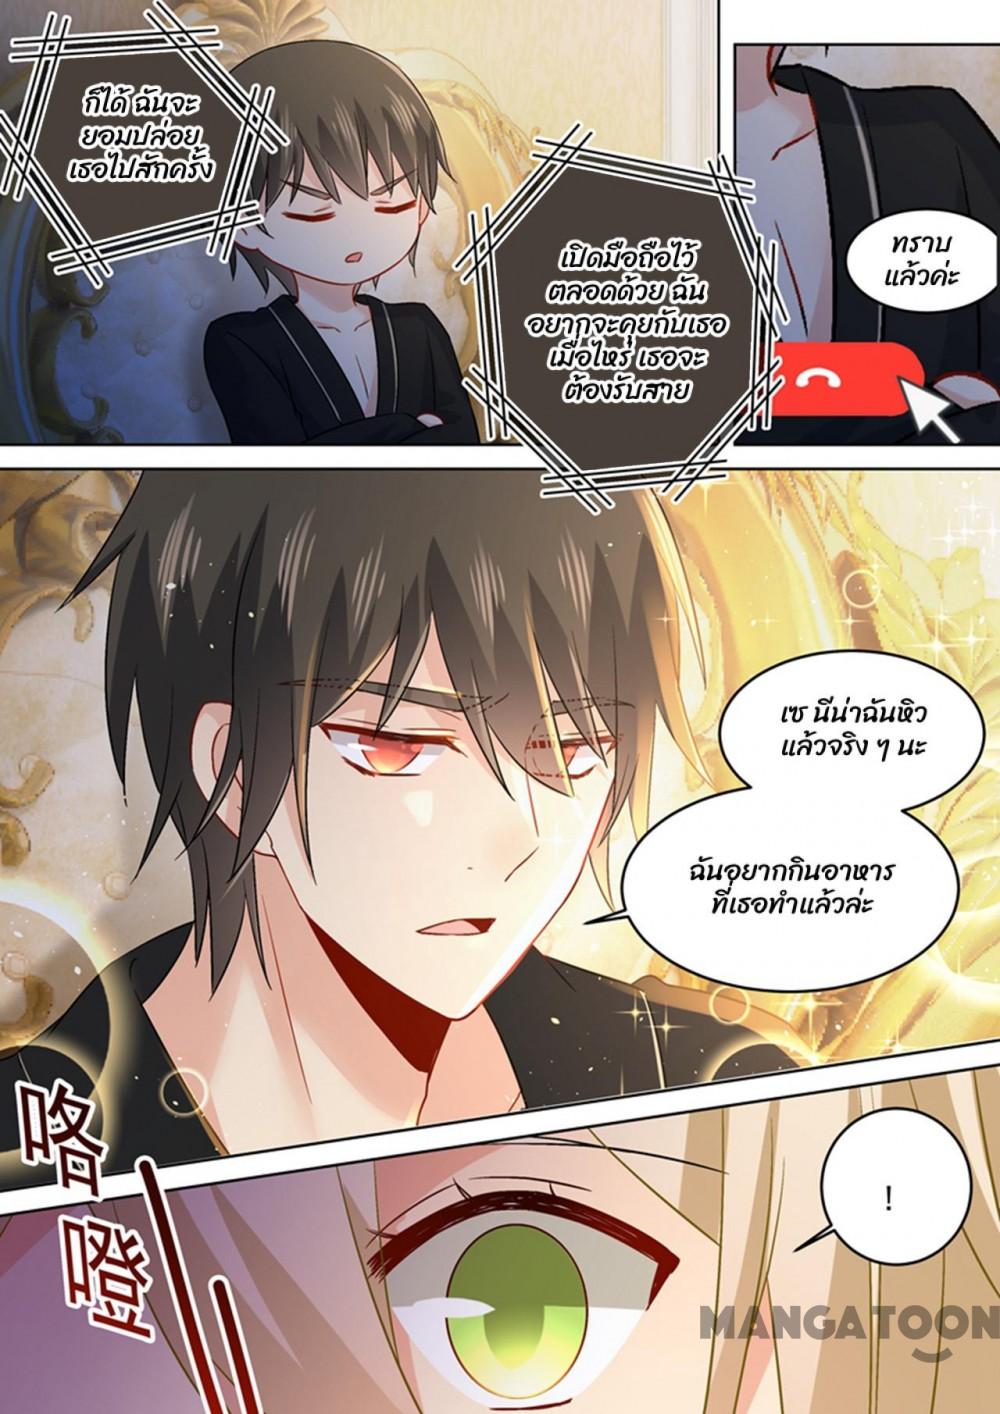 ก็ได้ ฉันจะ
ยอมปล่อย
เธอไปสักครั้ง
เปิดมือถือไว้
ตลอดด้วย ฉัน
อยากจะคุยกับเธอ
เมื่อไหร่ เธอจะ
ต้องรับสาย
ทราบ
แล้วค่ะ
เซ นีน่าฉันหิว
แล้วจริง ๆ นะ
ฉันอยากกินอาหาร
ที่เธอทำแล้วล่ะ
咯
噔
!
MANGATOON